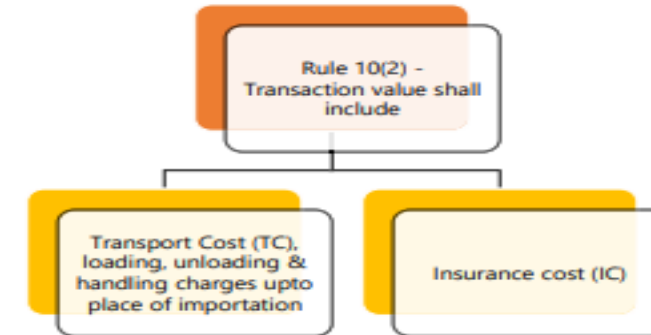 Rule 10(2) -
Transaction value shall
include
Transport Cost (TC),
loading, unloading &
handling charges upto
place of importation
Insurance cost (IC)